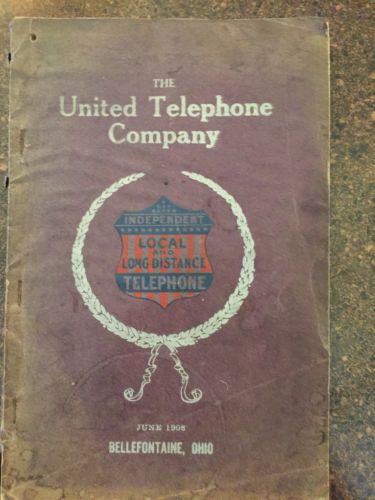 THE
United Telephone
Company
INDEPENDENT
LOCAL
AND
LONG DISTANCE
TELEPHONE
JUNE 1908
BELLEFONTAINE, OHIO